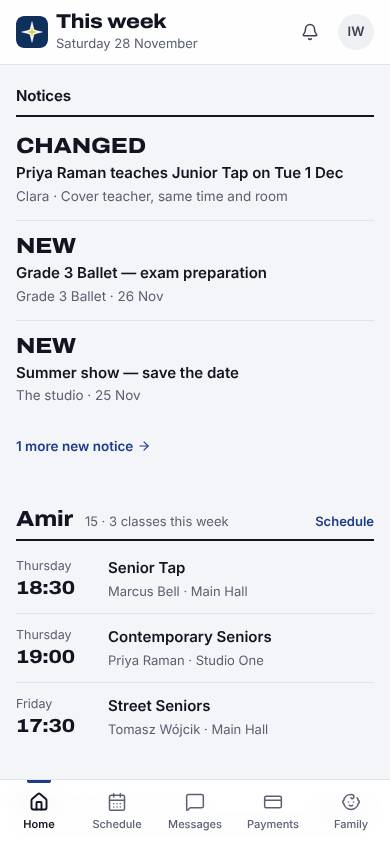 This week
Saturday 28 November
IW
Notices
CHANGED
Priya Raman teaches Junior Tap on Tue 1 Dec
Clara · Cover teacher, same time and room
NEW
Grade 3 Ballet — exam preparation
Grade 3 Ballet · 26 Nov
NEW
Summer show — save the date
The studio · 25 Nov
1 more new notice →
Amir 15 · 3 classes this week Schedule
Thursday
18:30
Senior Tap
Marcus Bell · Main Hall
Thursday
19:00
Contemporary Seniors
Priya Raman · Studio One
Friday
17:30
Street Seniors
Tomasz Wójcik · Main Hall
Home Schedule Messages Payments Family